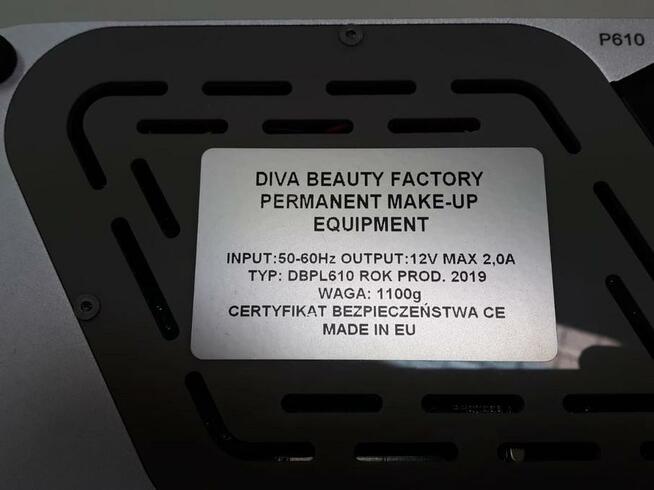 P610
DIVA BEAUTY FACTORY
PERMANENT MAKE-UP
EQUIPMENT
INPUT:50-60Hz OUTPUT:12V MAX 2,0A
TYP: DBPL610 ROK PROD. 2019
WAGA: 1100g
CERTYFIKAT BEZPIECZEŃSTWA CE
MADE IN EU